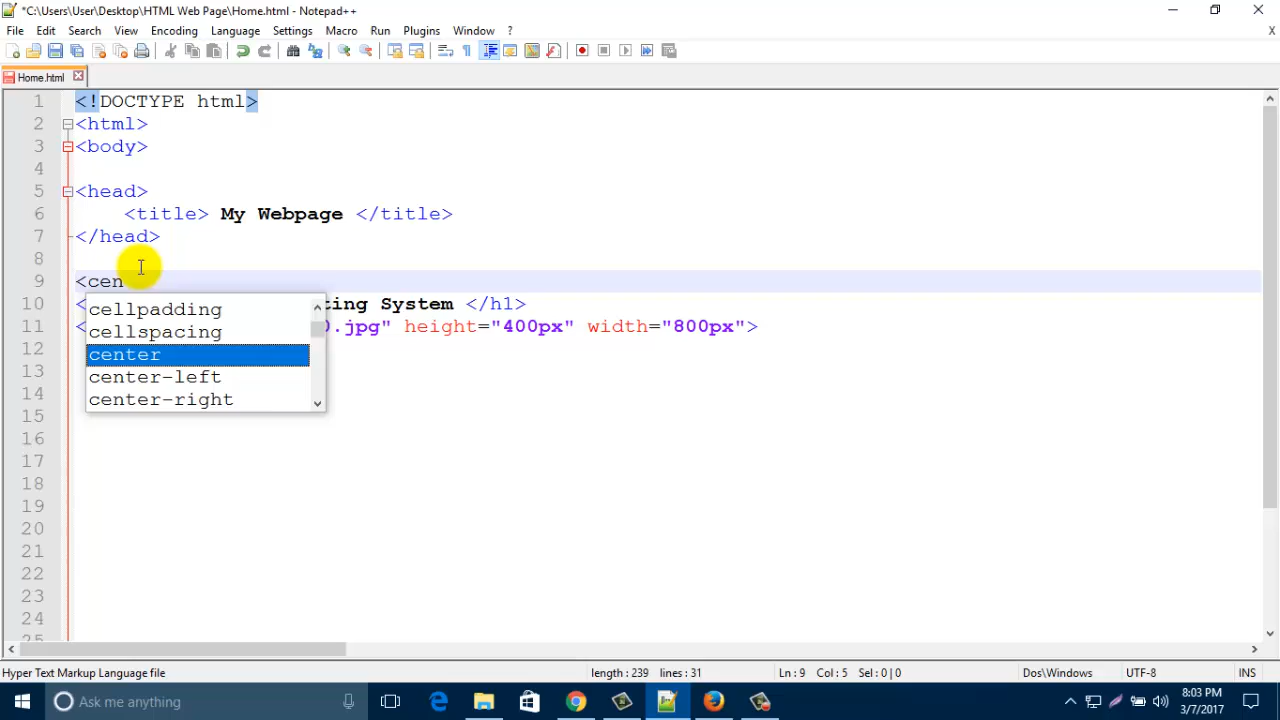 *C:\Users\User\Desktop\HTML Web Page\Home.html - Notepad++
File Edit Search View Encoding Language Settings Macro Run Plugins Window ? X
Home.html
1 <!DOCTYPE html>
2 <html>
3 <body>
4
5 <head>
6 <title> My Webpage </title>
7 </head>
8
9 <cen
10 < ting System </h1>
11 < .jpg" height="400px" width="800px">
12 cellpadding
cellspacing
center
center-left
center-right
13
14
15
16
17
18
19
20
21
22
23
24
25
Hyper Text Markup Language file length : 239 lines : 31 Ln : 9 Col : 5 Sel : 0 | 0 Dos\Windows UTF-8 INS
Ask me anything 8:03 PM
3/7/2017